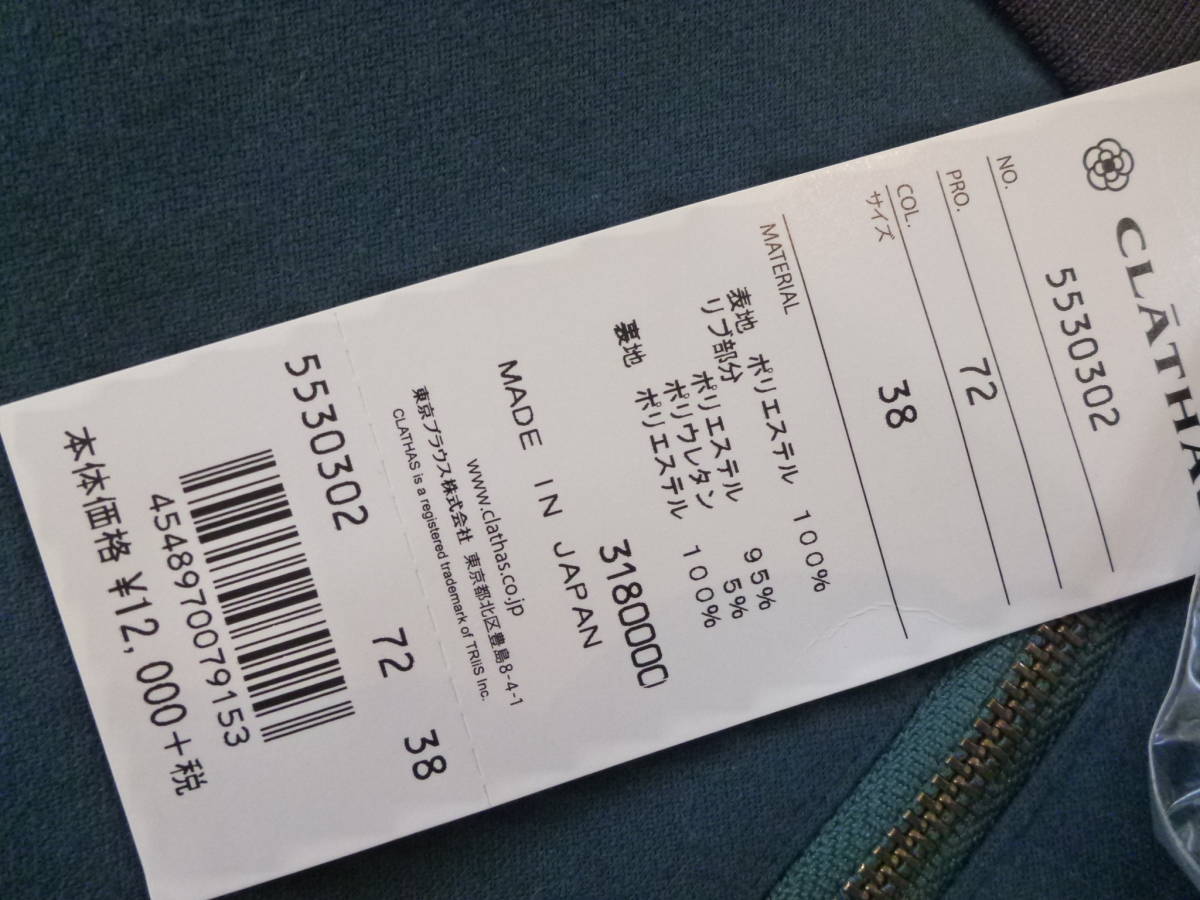 CLĀTHA
NO.
5530302
PRO.
COL.
72
サイズ
38
MATERIAL
表地 ポリエステル 100%
リブ部分
ポリエステル 95%
ポリウレタン 5%
裏地 ポリエステル 100%
3180000
MADE IN JAPAN
www.clathas.co.jp
東京ブラウス株式会社 東京都北区豊島8-4-1
CLATHAS is a registered trademark of TRIIS Inc.
5530302 72 38
4548970079153
本体価格 ¥12,000+税